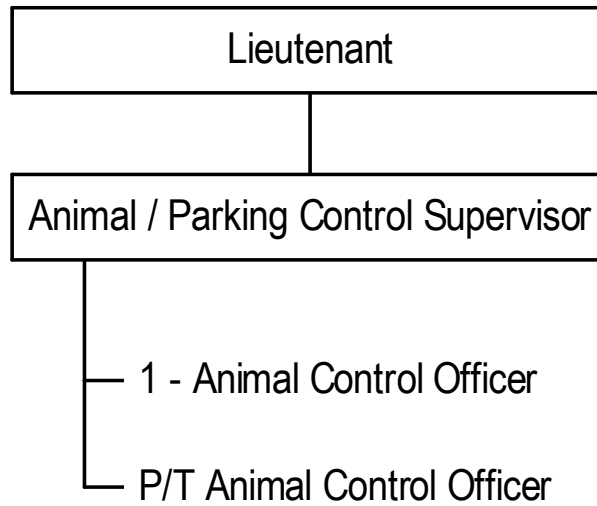 Lieutenant
Animal / Parking Control Supervisor
1 - Animal Control Officer
P/T Animal Control Officer